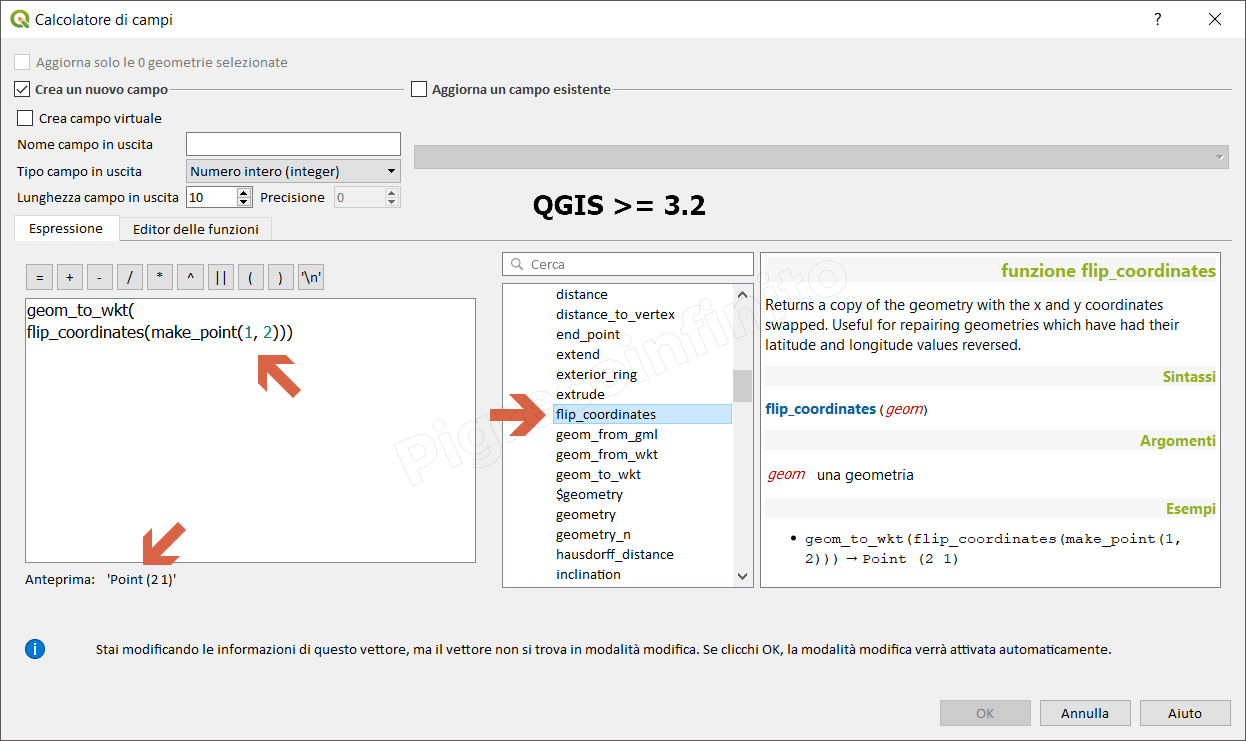 Calcolatore di campi
?
Aggiorna solo le 0 geometrie selezionate
Crea un nuovo campo
Aggiorna un campo esistente
Crea campo virtuale
Nome campo in uscita
Tipo campo in uscita
Numero intero (integer)
Lunghezza campo in uscita
10
Precisione
0
QGIS >= 3.2
Espressione
Editor delle funzioni
= + - / * ^ || ( ) '\n'
geom_to_wkt(
flip_coordinates(make_point(1, 2)))
Anteprima: 'Point (2 1)'
Cerca
distance
distance_to_vertex
end_point
extend
exterior_ring
extrude
flip_coordinates
geom_from_gml
geom_from_wkt
geom_to_wkt
$geometry
geometry
geometry_n
hausdorff_distance
inclination
Pigrecoinfinito
funzione flip_coordinates
Returns a copy of the geometry with the x and y coordinates
swapped. Useful for repairing geometries which have had their
latitude and longitude values reversed.
Sintassi
flip_coordinates (geom)
Argomenti
geom una geometria
Esempi
• geom_to_wkt(flip_coordinates(make_point(1,
2))) → Point (2 1)
i
Stai modificando le informazioni di questo vettore, ma il vettore non si trova in modalità modifica. Se clicchi OK, la modalità modifica verrà attivata automaticamente.
OK
Annulla
Aiuto